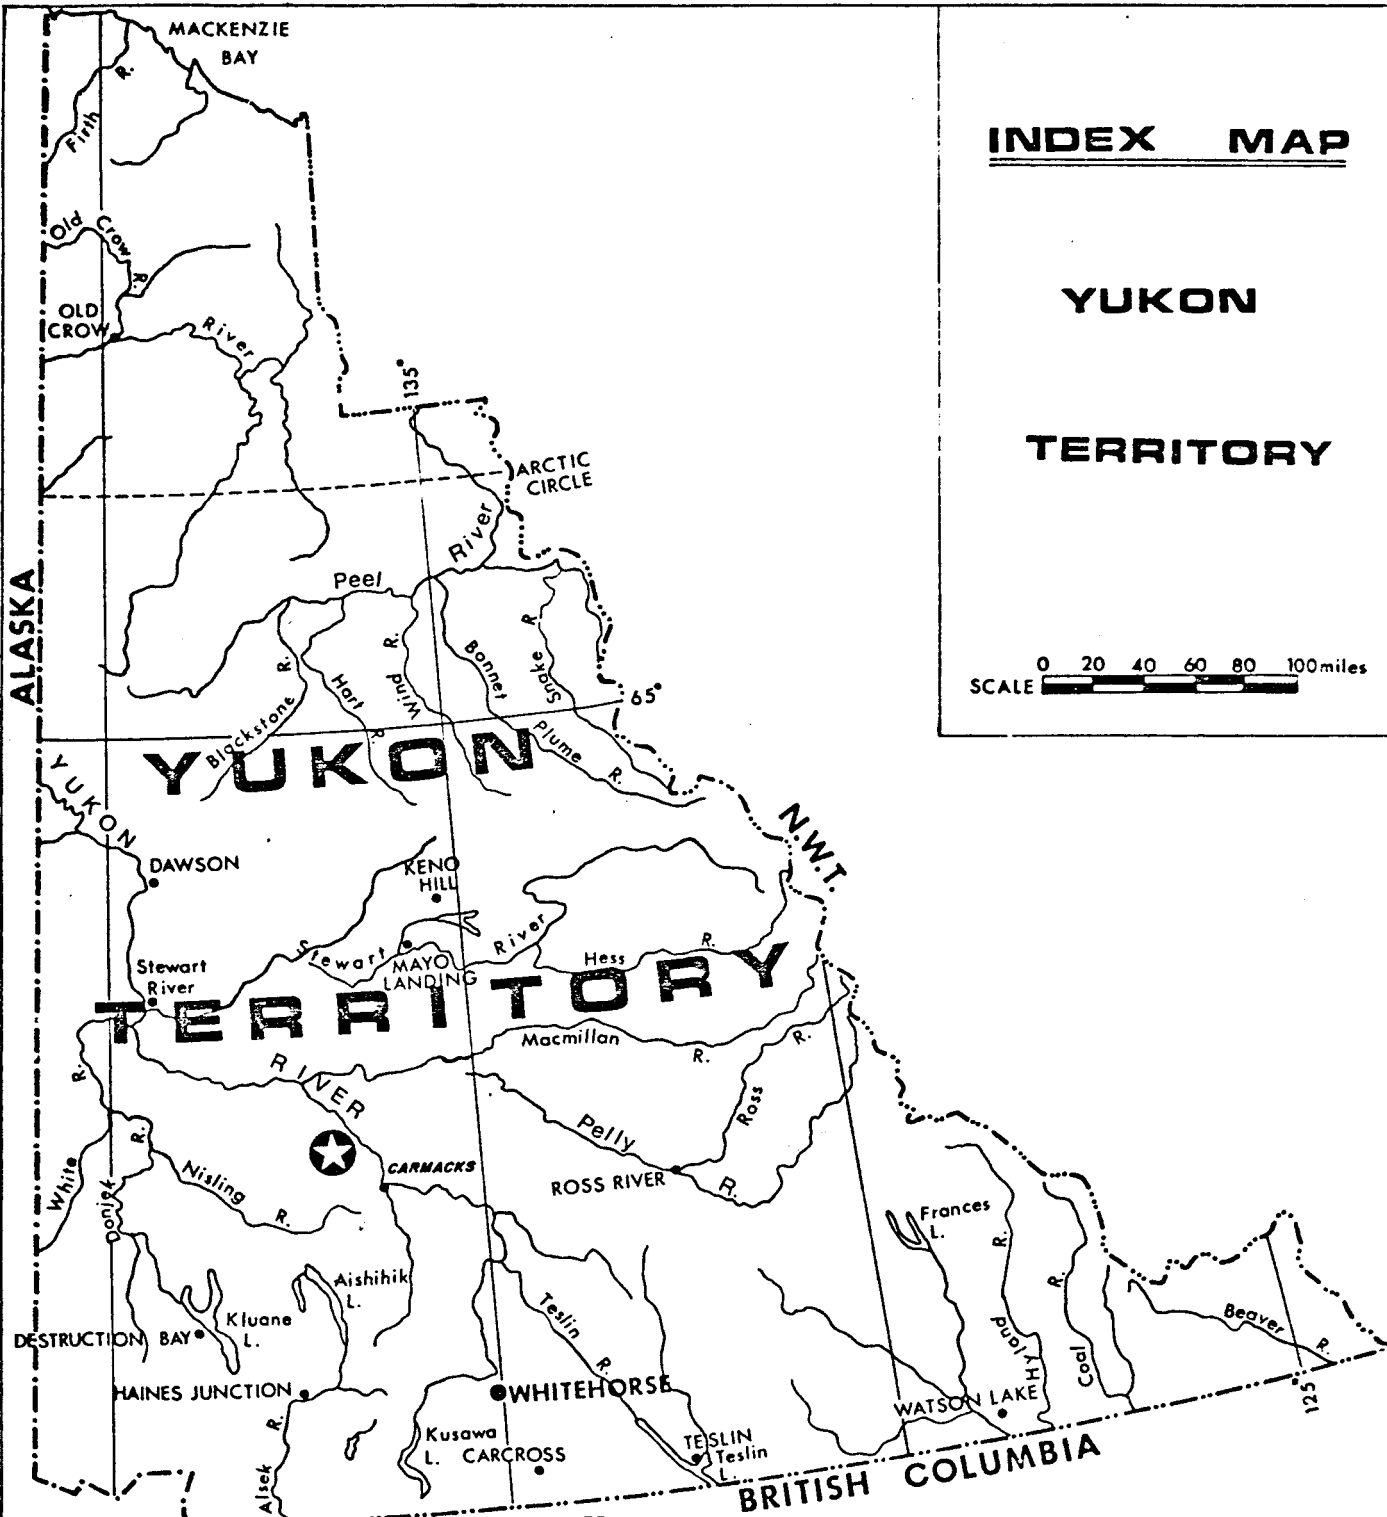 MACKENZIE
BAY
R.
Firth
INDEX MAP
Old Crow R.
OLD
CROW
River
YUKON
135°
TERRITORY
ARCTIC
CIRCLE
River
Peel
ALASKA
R.
R.
R.
Bonnet
Snake
Hart
Wind
0 20 40 60 80 100 miles
SCALE
65°
Blackstone
R.
Plume
R.
YUKON
YUKON
N.W.T.
DAWSON
KENO
HILL
Stewart
River
Hess
R.
MAYO
LANDING
Stewart
River
TERRITORY
Macmillan
R.
R.
RIVER
R.
Ross
Pelly
R.
CARMACKS
ROSS RIVER
R.
White
Donjek
R.
Nisling
R.
Frances
L.
R.
Hyland
R.
Coal
Aishihik
L.
Kluane
L.
DESTRUCTION BAY
Teslin
R.
Beaver
R.
HAINES JUNCTION
WHITEHORSE
WATSON LAKE
125°
R.
Alsek
Kusawa
L.
CARCROSS
TESLIN
Teslin
L.
BRITISH COLUMBIA